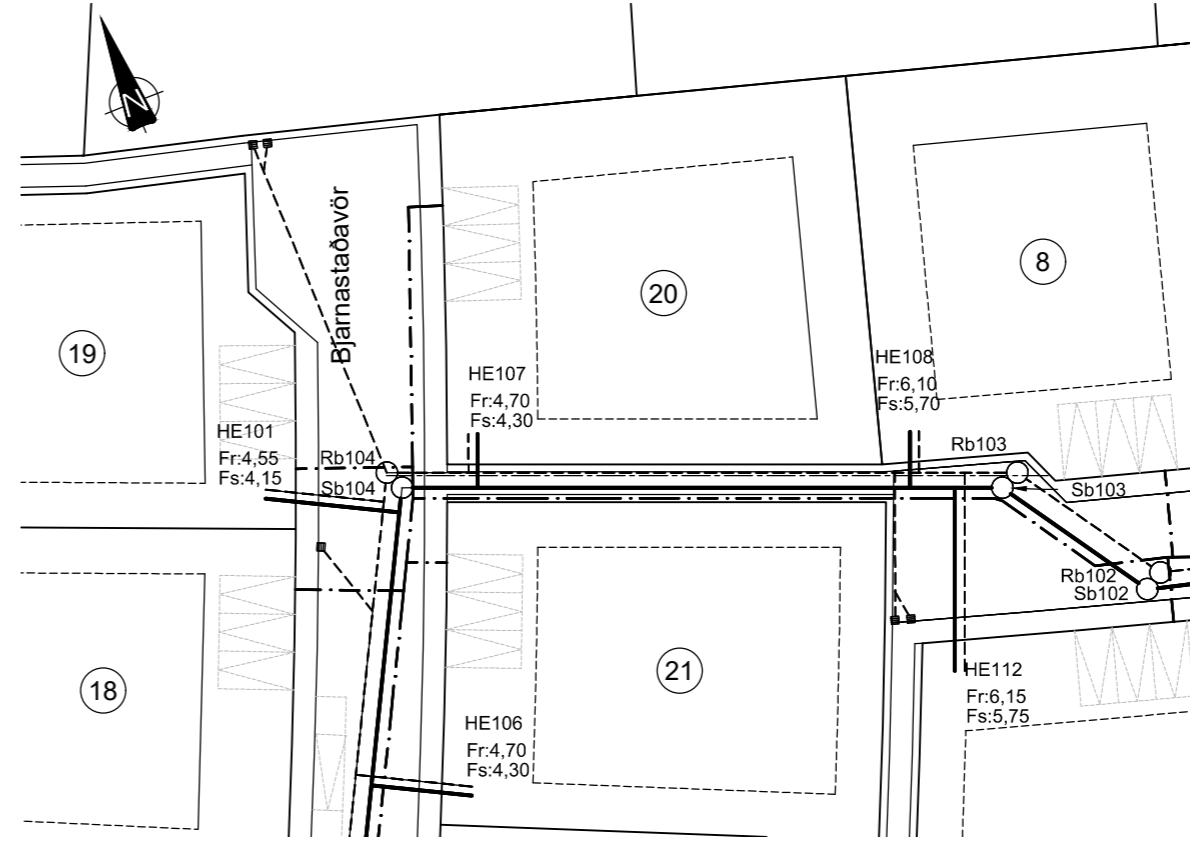 N
Bjarnastaðavör
8
20
19
HE108
Fr:6,10
Fs:5,70
HE107
Fr:4,70
Fs:4,30
HE101
Fr:4,55
Fs:4,15
Rb104
Sb104
Rb103
Sb103
Rb102
Sb102
21
18
HE112
Fr:6,15
Fs:5,75
HE106
Fr:4,70
Fs:4,30